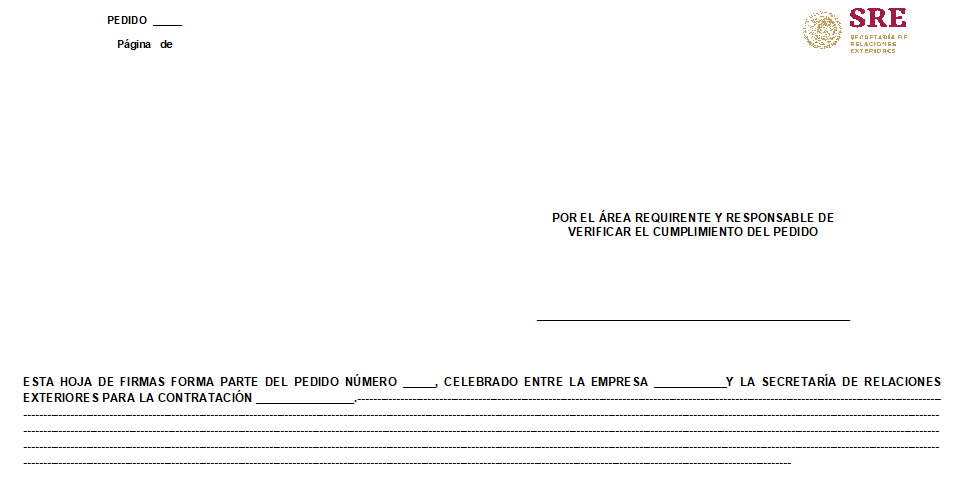 PEDIDO _____
Página de
SRE
SECRETARÍA DE
RELACIONES
EXTERIORES
POR EL ÁREA REQUIRENTE Y RESPONSABLE DE
VERIFICAR EL CUMPLIMIENTO DEL PEDIDO
ESTA HOJA DE FIRMAS FORMA PARTE DEL PEDIDO NÚMERO _____, CELEBRADO ENTRE LA EMPRESA ___________Y LA SECRETARÍA DE RELACIONES
EXTERIORES PARA LA CONTRATACIÓN _______________.---